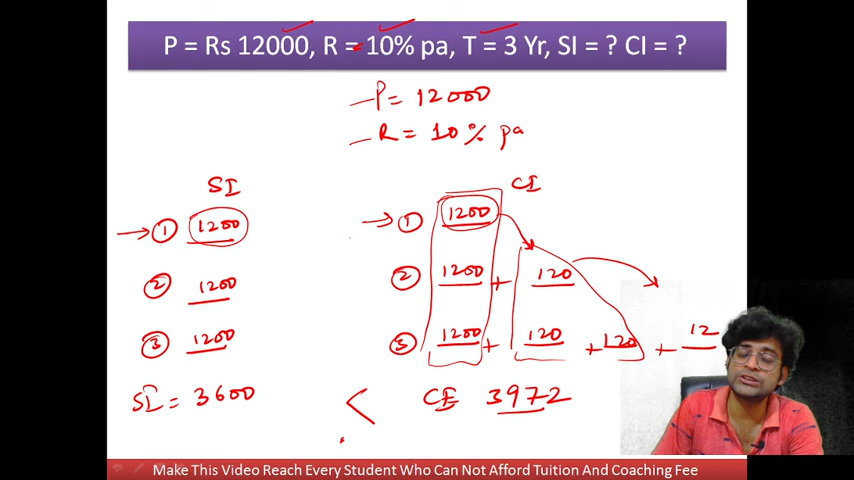 P = Rs 12000, R = 10% pa, T = 3 Yr, SI = ? CI = ?
P = 12000
R = 10% pa
SI
CI
① 1200
① 1200
② 1200
② 1200 + 120
③ 1200
③ 1200 + 120 + 120 + 12
SI = 3600 < CI 3972
Make This Video Reach Every Student Who Can Not Afford Tuition And Coaching Fee